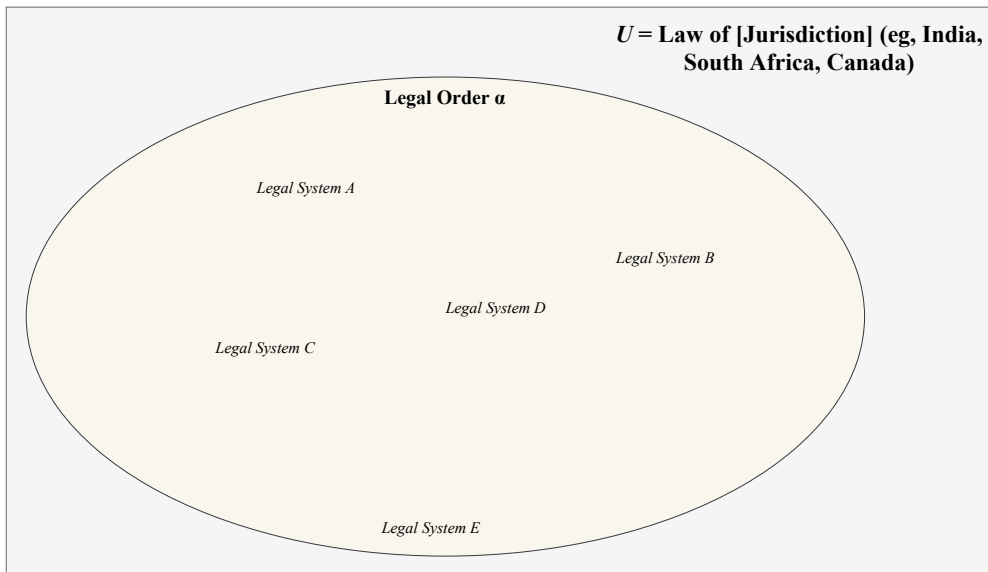 U = Law of [Jurisdiction] (eg, India,
South Africa, Canada)
Legal Order α
Legal System A
Legal System B
Legal System D
Legal System C
Legal System E